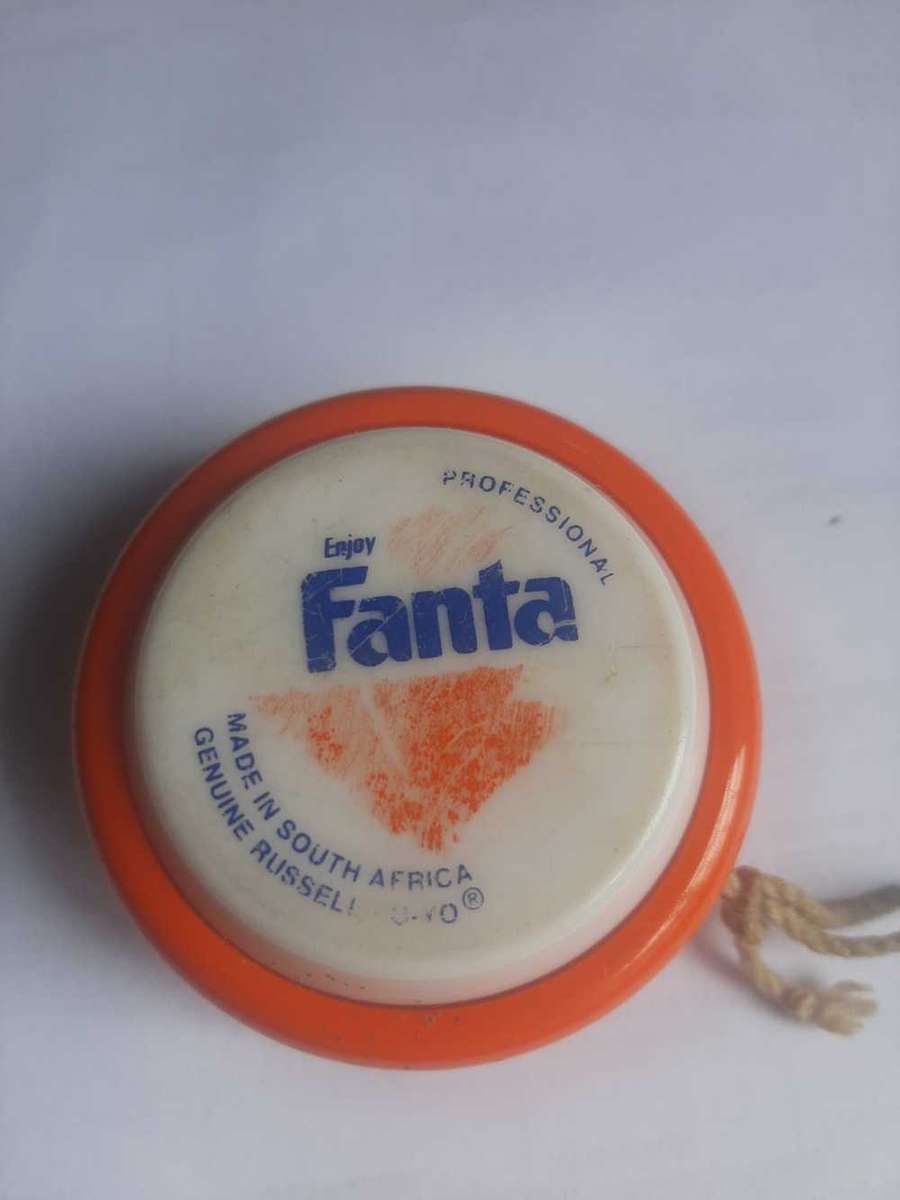 PROFESSIONAL
Enjoy
Fanta
MADE IN SOUTH AFRICA
GENUINE RUSSELL